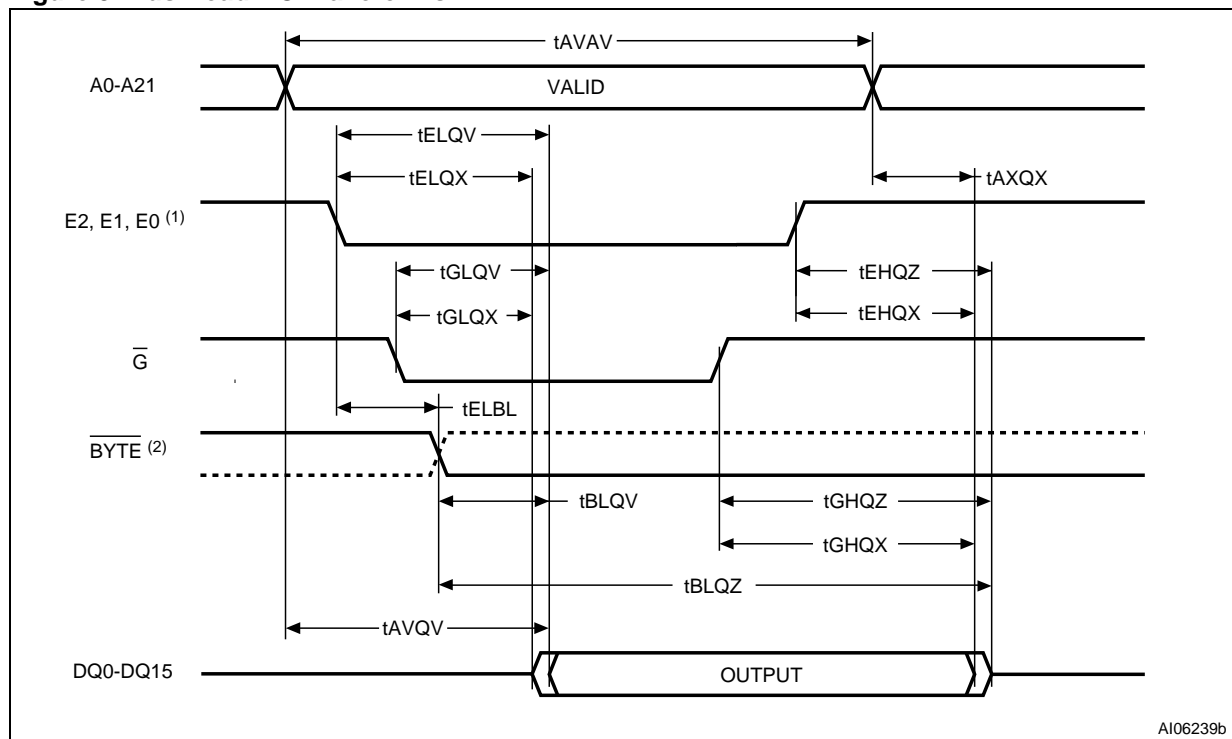 tAVAV
A0-A21
VALID
tELQV
tELQX
tAXQX
E2, E1, E0 (1)
tGLQV
tEHQZ
tGLQX
tEHQX
G
tELBL
BYTE (2)
tBLQV
tGHQZ
tGHQX
tBLQZ
tAVQV
DQ0-DQ15
OUTPUT
AI06239b